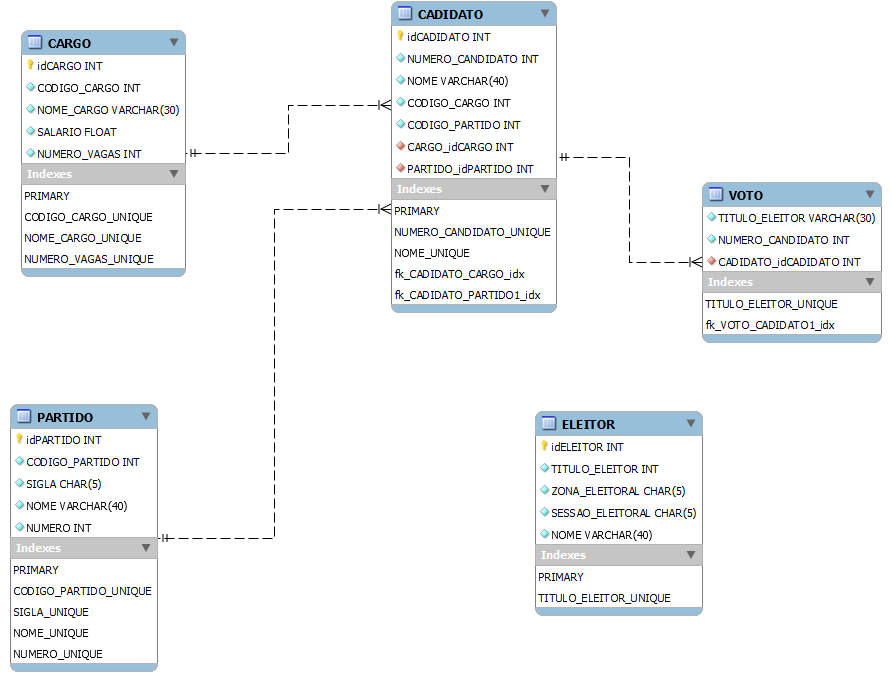 CARGO
idCARGO INT
CODIGO_CARGO INT
NOME_CARGO VARCHAR(30)
SALARIO FLOAT
NUMERO_VAGAS INT
Indexes
PRIMARY
CODIGO_CARGO_UNIQUE
NOME_CARGO_UNIQUE
NUMERO_VAGAS_UNIQUE
CADIDATO
idCADIDATO INT
NUMERO_CANDIDATO INT
NOME VARCHAR(40)
CODIGO_CARGO INT
CODIGO_PARTIDO INT
CARGO_idCARGO INT
PARTIDO_idPARTIDO INT
Indexes
PRIMARY
NUMERO_CANDIDATO_UNIQUE
NOME_UNIQUE
fk_CADIDATO_CARGO_idx
fk_CADIDATO_PARTIDO1_idx
VOTO
TITULO_ELEITOR VARCHAR(30)
NUMERO_CANDIDATO INT
CADIDATO_idCADIDATO INT
Indexes
TITULO_ELEITOR_UNIQUE
fk_VOTO_CADIDATO1_idx
PARTIDO
idPARTIDO INT
CODIGO_PARTIDO INT
SIGLA CHAR(5)
NOME VARCHAR(40)
NUMERO INT
Indexes
PRIMARY
CODIGO_PARTIDO_UNIQUE
SIGLA_UNIQUE
NOME_UNIQUE
NUMERO_UNIQUE
ELEITOR
idELEITOR INT
TITULO_ELEITOR INT
ZONA_ELEITORAL CHAR(5)
SESSAO_ELEITORAL CHAR(5)
NOME VARCHAR(40)
Indexes
PRIMARY
TITULO_ELEITOR_UNIQUE